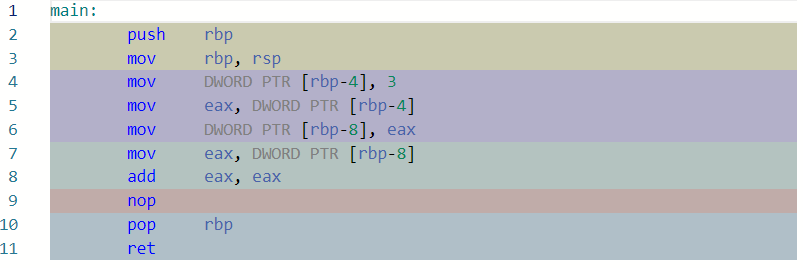 1 main:
2 push rbp
3 mov rbp, rsp
4 mov DWORD PTR [rbp-4], 3
5 mov eax, DWORD PTR [rbp-4]
6 mov DWORD PTR [rbp-8], eax
7 mov eax, DWORD PTR [rbp-8]
8 add eax, eax
9 nop
10 pop rbp
11 ret